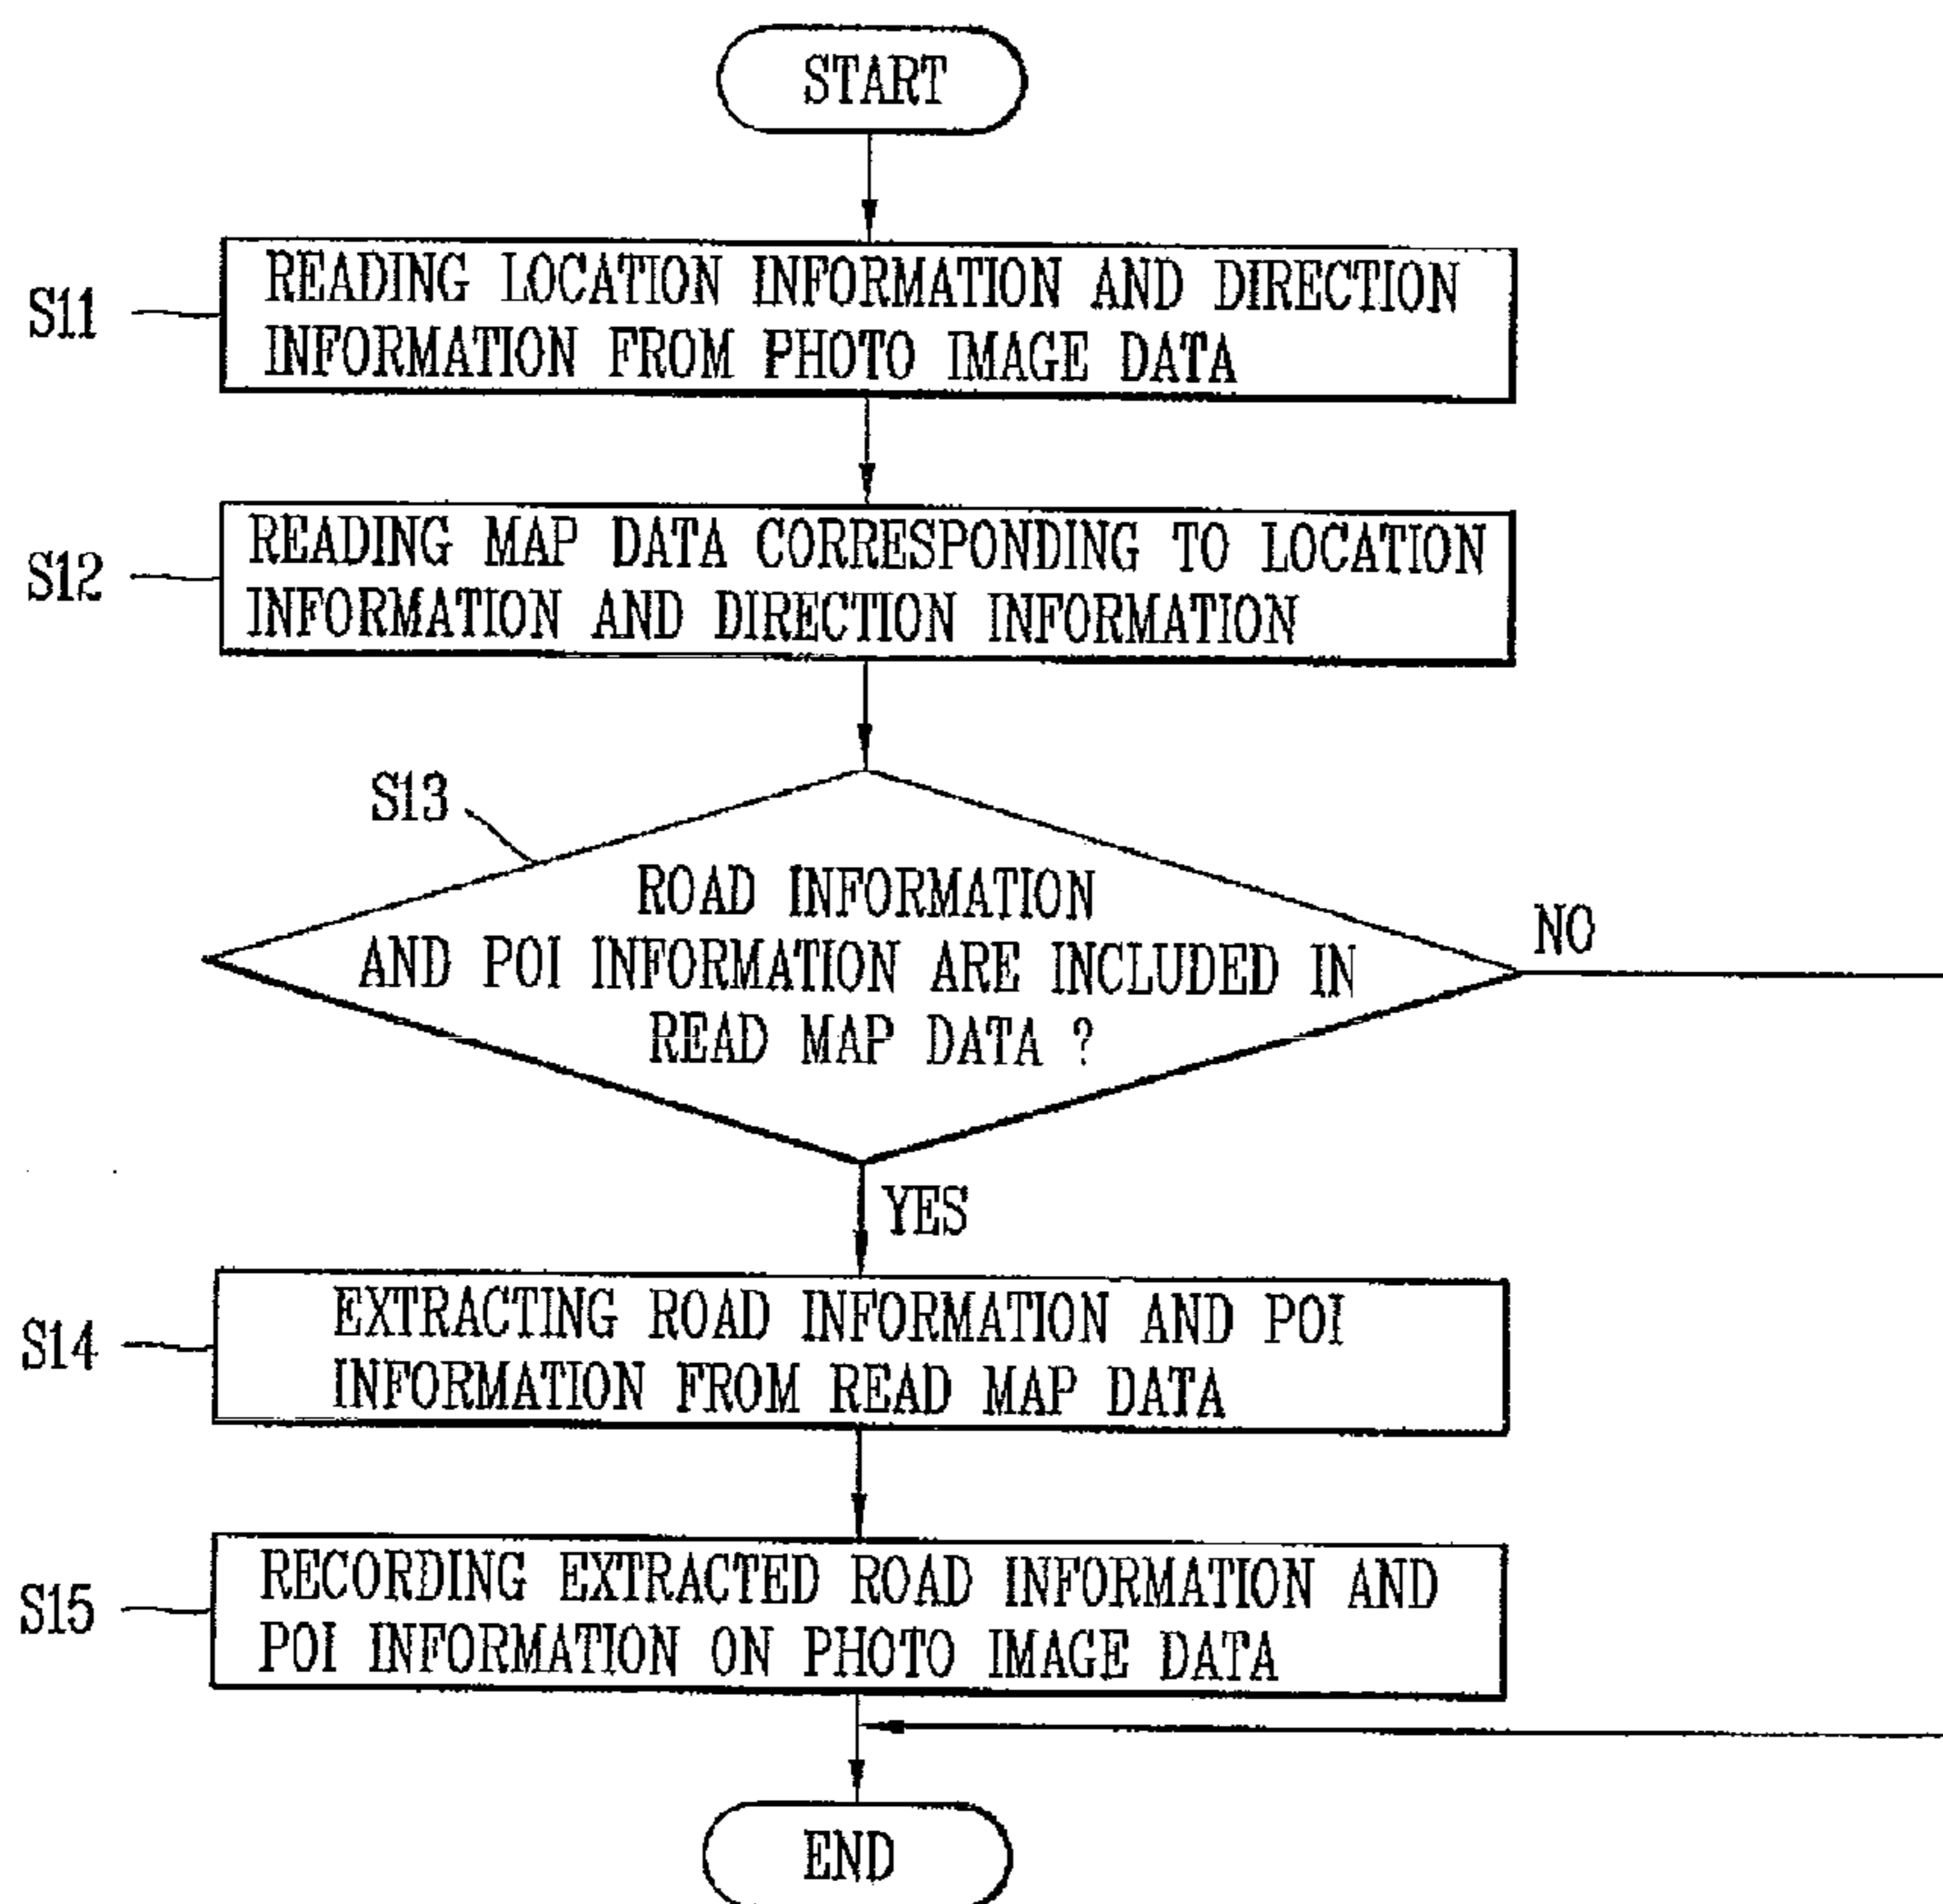 START
S11
READING LOCATION INFORMATION AND DIRECTION
INFORMATION FROM PHOTO IMAGE DATA
S12
READING MAP DATA CORRESPONDING TO LOCATION
INFORMATION AND DIRECTION INFORMATION
S13
ROAD INFORMATION
AND POI INFORMATION ARE INCLUDED IN
READ MAP DATA ?
NO
YES
S14
EXTRACTING ROAD INFORMATION AND POI
INFORMATION FROM READ MAP DATA
S15
RECORDING EXTRACTED ROAD INFORMATION AND
POI INFORMATION ON PHOTO IMAGE DATA
END